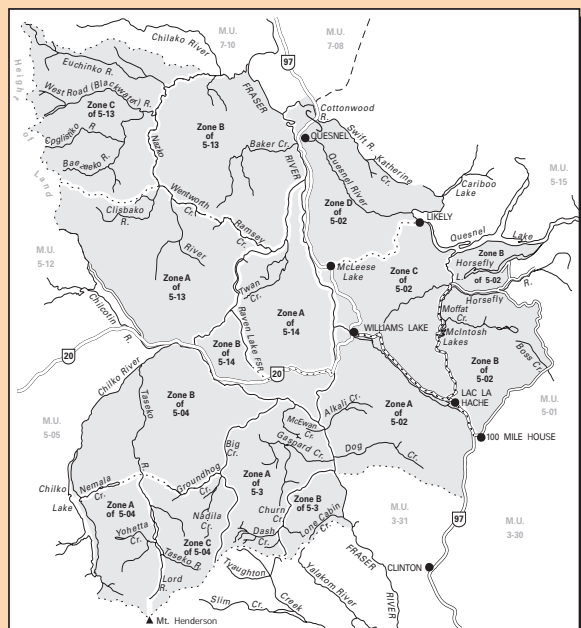 Chilako River
M.U.
7-10
M.U.
7-08
97
Height
of
Land
Euchinko R.
West Road (Blackwater) R.
Zone C
of 5-13
Nazko
FRASER
RIVER
Cottonwood
R.
QUESNEL
Swift R.
Katherine
Cr.
Zone B
of
5-13
Baker Cr.
Quesnel River
Cariboo
Lake
M.U.
5-15
Clisbako
R.
Wentworth
Cr.
Ramsey
Cr.
Zone D
of
5-02
LIKELY
Quesnel
Lake
M.U.
5-12
River
Zone A
of
5-13
Twan
Cr.
McLeese
Lake
Zone C
of
5-02
Zone B
Horsefly
L.
of 5-02
Horsefly
R.
Chilcotin
R.
Raven Lake FSR
Zone A
of
5-14
Moffat
Cr.
McIntosh
Lakes
WILLIAMS LAKE
Zone B
of
5-14
Zone B
of
5-02
Boss Cr.
20
20
Chilko River
Taseko
R.
Zone B
of
5-04
LAC LA
HACHE
M.U.
5-01
M.U.
5-05
Alkali Cr.
Zone A
of
5-02
McEwan
Cr.
Gaspard Cr.
Dog
Cr.
100 MILE HOUSE
Big
Cr.
Chilko
Lake
Nemala
Cr.
Groundhog
Cr.
Zone A
of
5-3
Zone A
of 5-04
Zone B
of 5-3
Nadila
Cr.
Churn
Cr.
Lone Cabin
Cr.
M.U.
3-31
97
M.U.
3-30
Yohetta
Cr.
Zone C
of
5-04
Dash
Cr.
Taseko R.
Lord
R.
Tyaughton
Creek
Yalakom River
FRASER
RIVER
CLINTON
Slim Cr.
Mt. Henderson